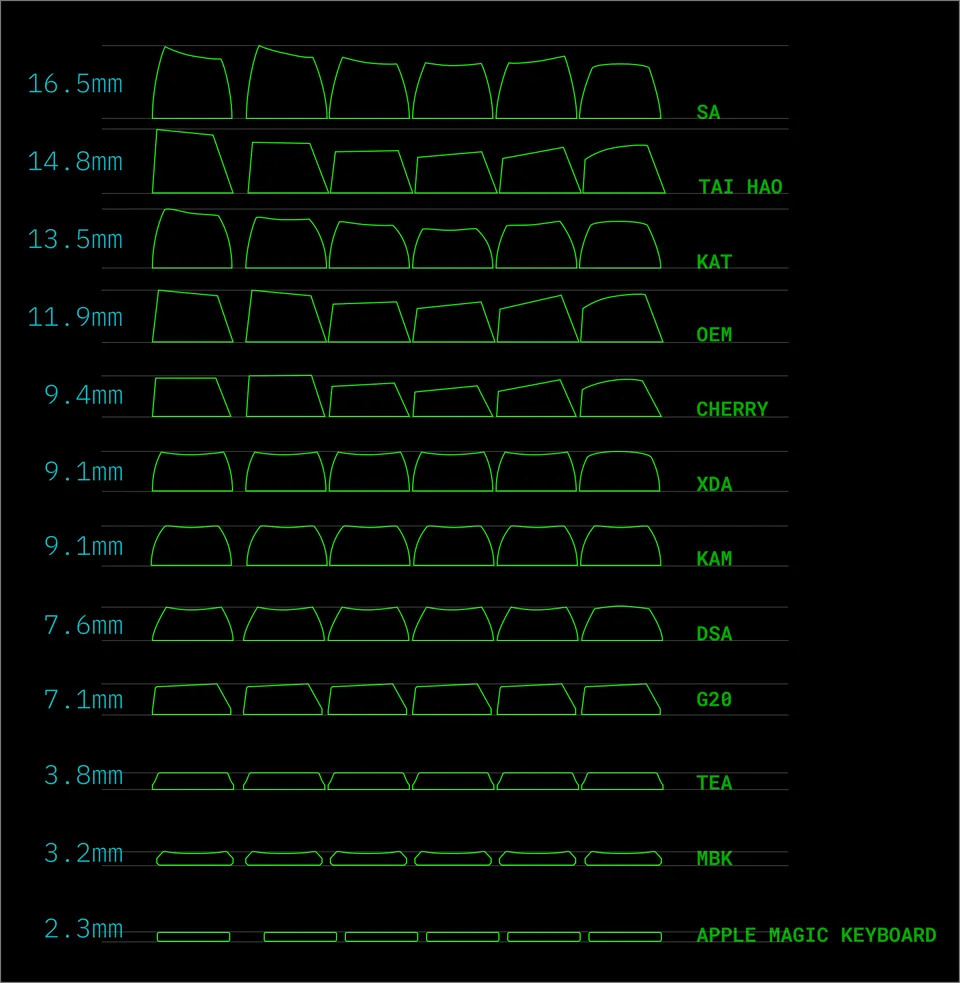 16.5mm SA
14.8mm TAI HAO
13.5mm KAT
11.9mm OEM
9.4mm CHERRY
9.1mm XDA
9.1mm KAM
7.6mm DSA
7.1mm G20
3.8mm TEA
3.2mm MBK
2.3mm APPLE MAGIC KEYBOARD